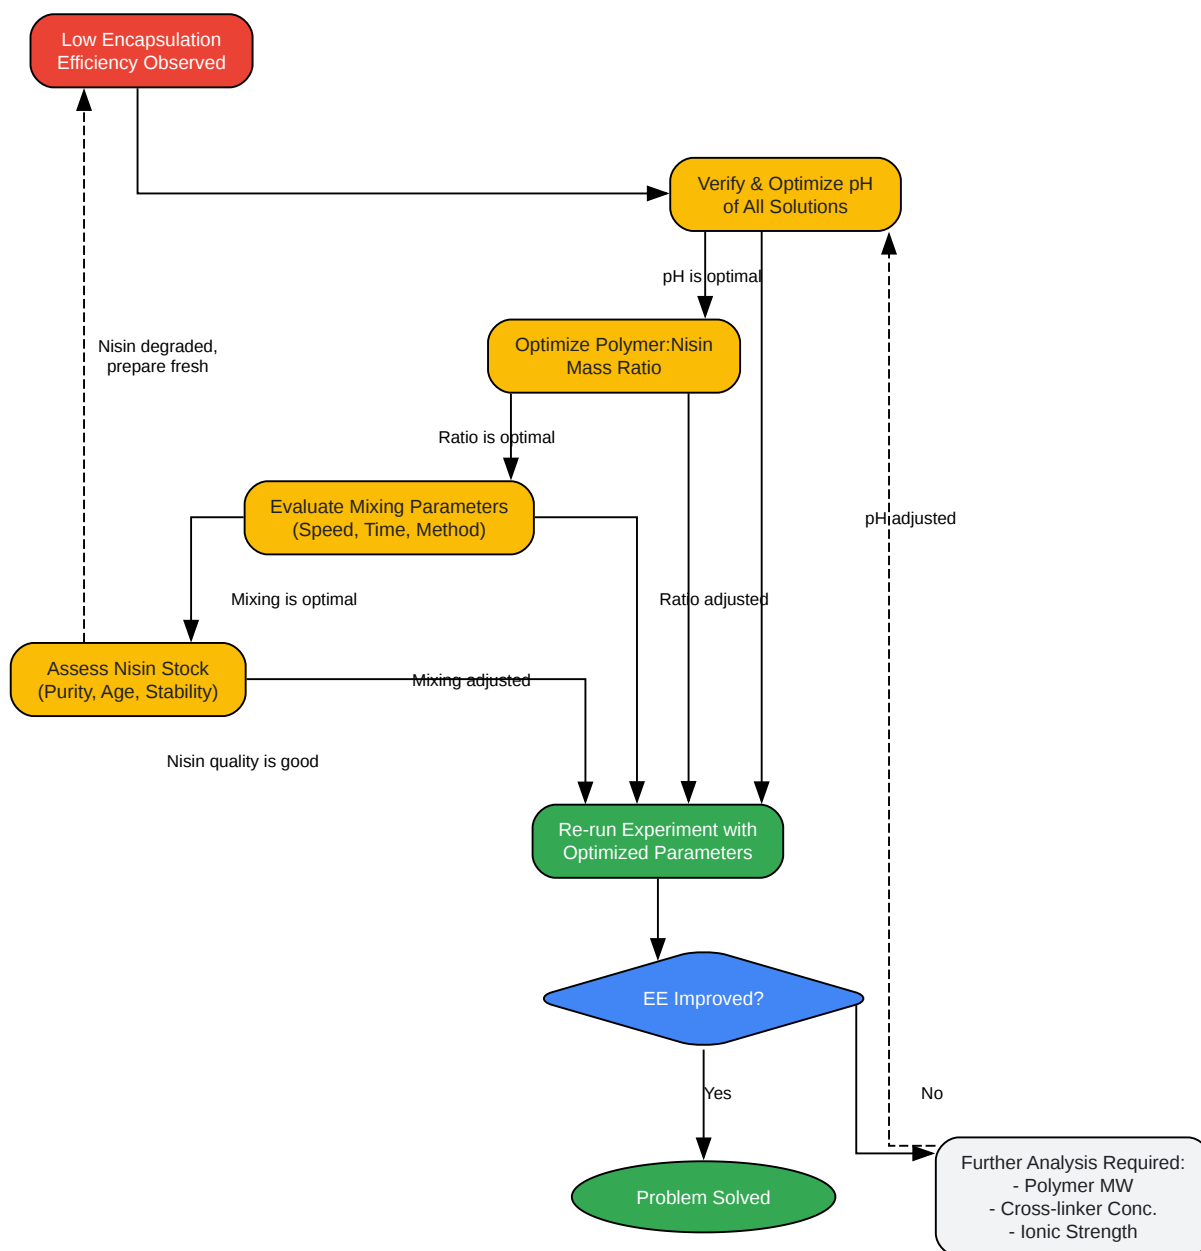 Low Encapsulation
Efficiency Observed
Verify & Optimize pH
of All Solutions
pH is optimal
Optimize Polymer:Nisin
Mass Ratio
Nisin degraded,
prepare fresh
Ratio is optimal
Evaluate Mixing Parameters
(Speed, Time, Method)
pH adjusted
Mixing is optimal
Ratio adjusted
Assess Nisin Stock
(Purity, Age, Stability)
Mixing adjusted
Nisin quality is good
Re-run Experiment with
Optimized Parameters
EE Improved?
Yes
No
Problem Solved
Further Analysis Required:
- Polymer MW
- Cross-linker Conc.
- Ionic Strength